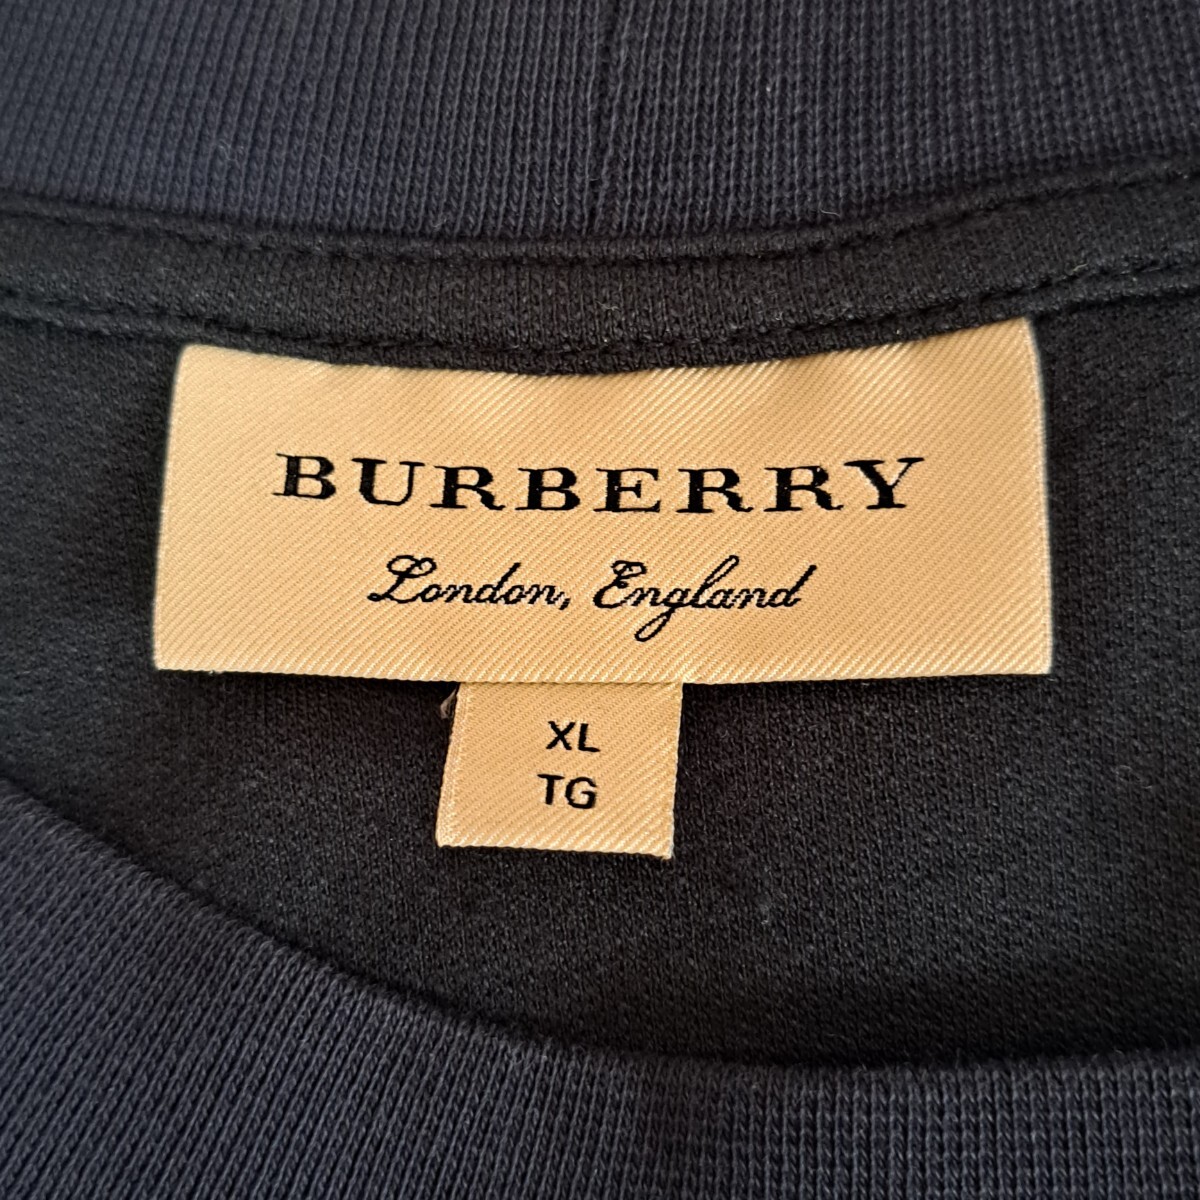 BURBERRY
London, England
XL
TG